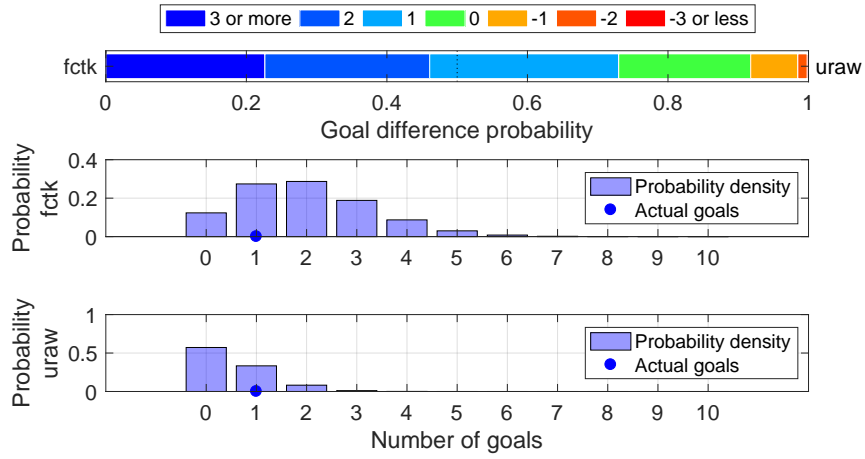 3 or more 2 1 0 -1 -2 -3 or less
fctk uraw
0 0.2 0.4 0.6 0.8 1
Goal difference probability
Probability
fctk
0.4
0.2
0
Probability density
Actual goals
0 1 2 3 4 5 6 7 8 9 10
Probability
uraw
1
0.5
0
Probability density
Actual goals
0 1 2 3 4 5 6 7 8 9 10
Number of goals